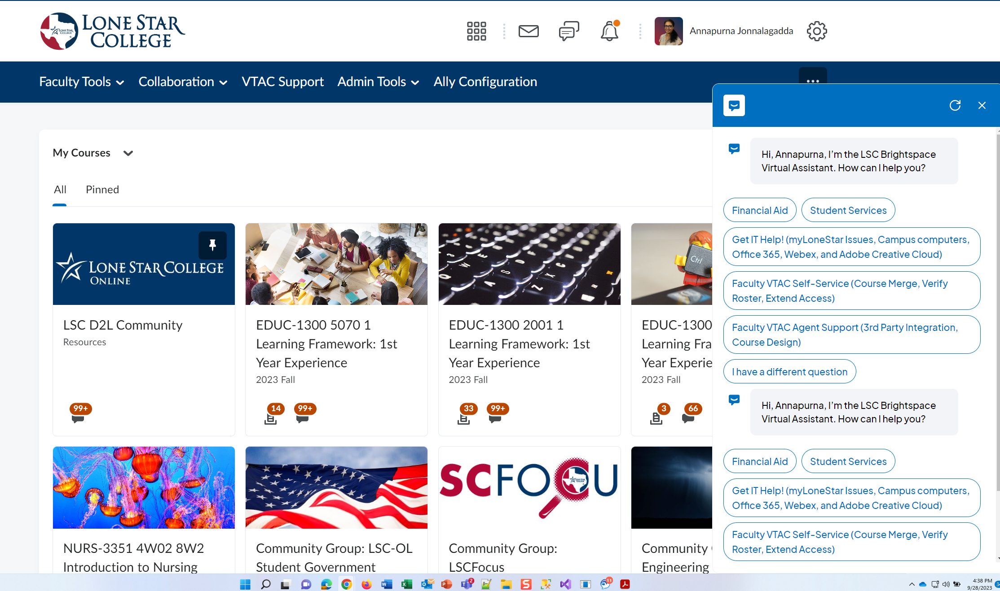 LONE STAR
COLLEGE
LONE STAR
COLLEGE
Annapurna Jonnalagadda
Faculty Tools
Collaboration
VTAC Support
Admin Tools
Ally Configuration
...
My Courses
All
Pinned
LONE STAR COLLEGE
ONLINE
Ctrl
LSC D2L Community
Resources
99+
EDUC-1300 5070 1
Learning Framework: 1st
Year Experience
2023 Fall
14
99+
EDUC-1300 2001 1
Learning Framework: 1st
Year Experience
2023 Fall
33
99+
EDUC-1300
Learning Fra
Year Experie
2023 Fall
3
66
SCFOCU
NURS-3351 4W02 8W2
Introduction to Nursing
Community Group: LSC-OL
Student Government
Community Group:
LSCFocus
Community
Engineering
Hi, Annapurna, I'm the LSC Brightspace
Virtual Assistant. How can I help you?
Financial Aid
Student Services
Get IT Help! (myLoneStar Issues, Campus computers,
Office 365, Webex, and Adobe Creative Cloud)
Faculty VTAC Self-Service (Course Merge, Verify
Roster, Extend Access)
Faculty VTAC Agent Support (3rd Party Integration,
Course Design)
I have a different question
Hi, Annapurna, I'm the LSC Brightspace
Virtual Assistant. How can I help you?
Financial Aid
Student Services
Get IT Help! (myLoneStar Issues, Campus computers,
Office 365, Webex, and Adobe Creative Cloud)
Faculty VTAC Self-Service (Course Merge, Verify
Roster, Extend Access)
2
11
4:38 PM
9/28/2023